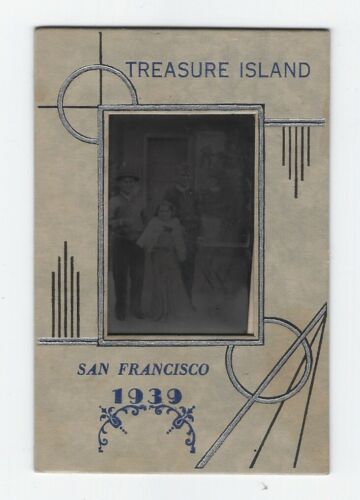 TREASURE ISLAND
SAN FRANCISCO
1939